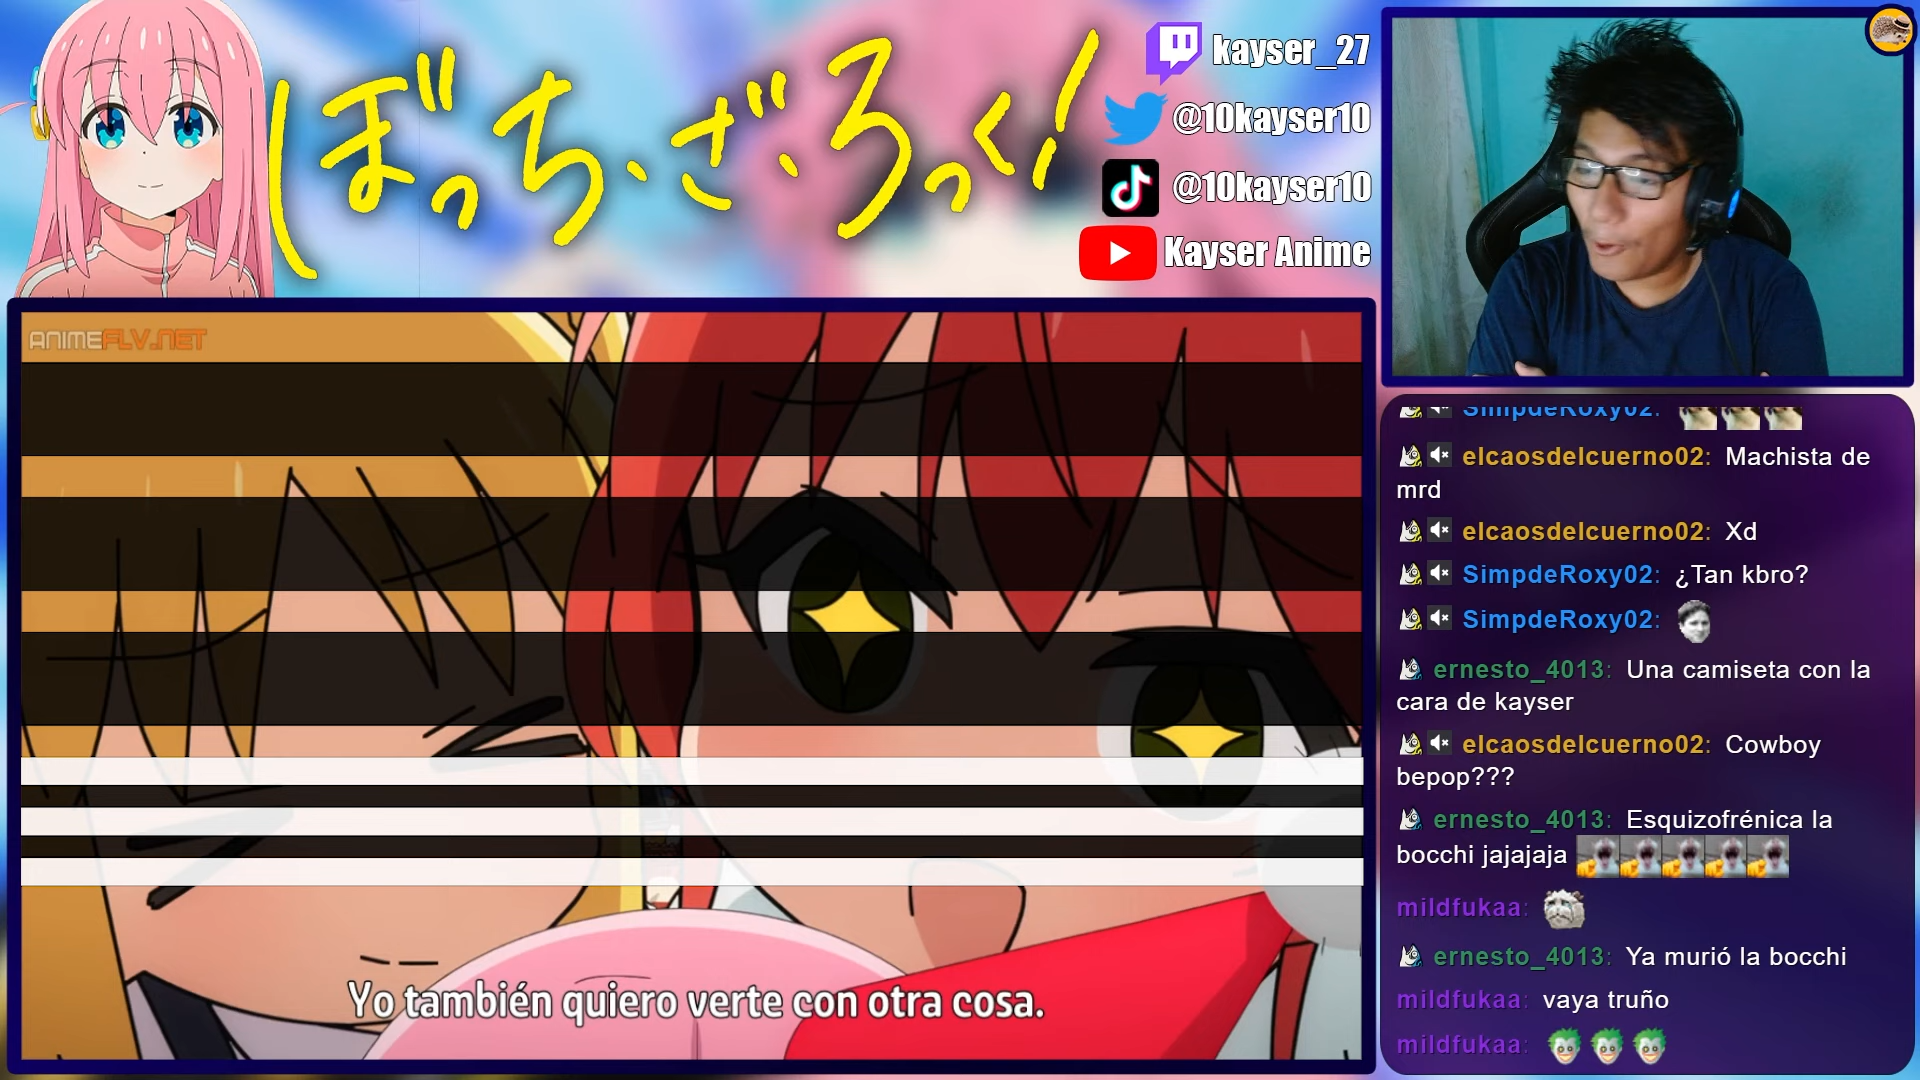 ぼっち・ざ・ろっく!
kayser_27
@10kayser10
@10kayser10
Kayser Anime
ANIMEFLV.NET
Yo también quiero verte con otra cosa.
SimpdeRoxy02:
elcaosdelcuerno02: Machista de
mrd
elcaosdelcuerno02: Xd
SimpdeRoxy02: ¿Tan kbro?
SimpdeRoxy02:
ernesto_4013: Una camiseta con la
cara de kayser
elcaosdelcuerno02: Cowboy
bepop???
ernesto_4013: Esquizofrénica la
bocchi jajajaja
mildfukaa:
ernesto_4013: Ya murió la bocchi
mildfukaa: vaya truño
mildfukaa: